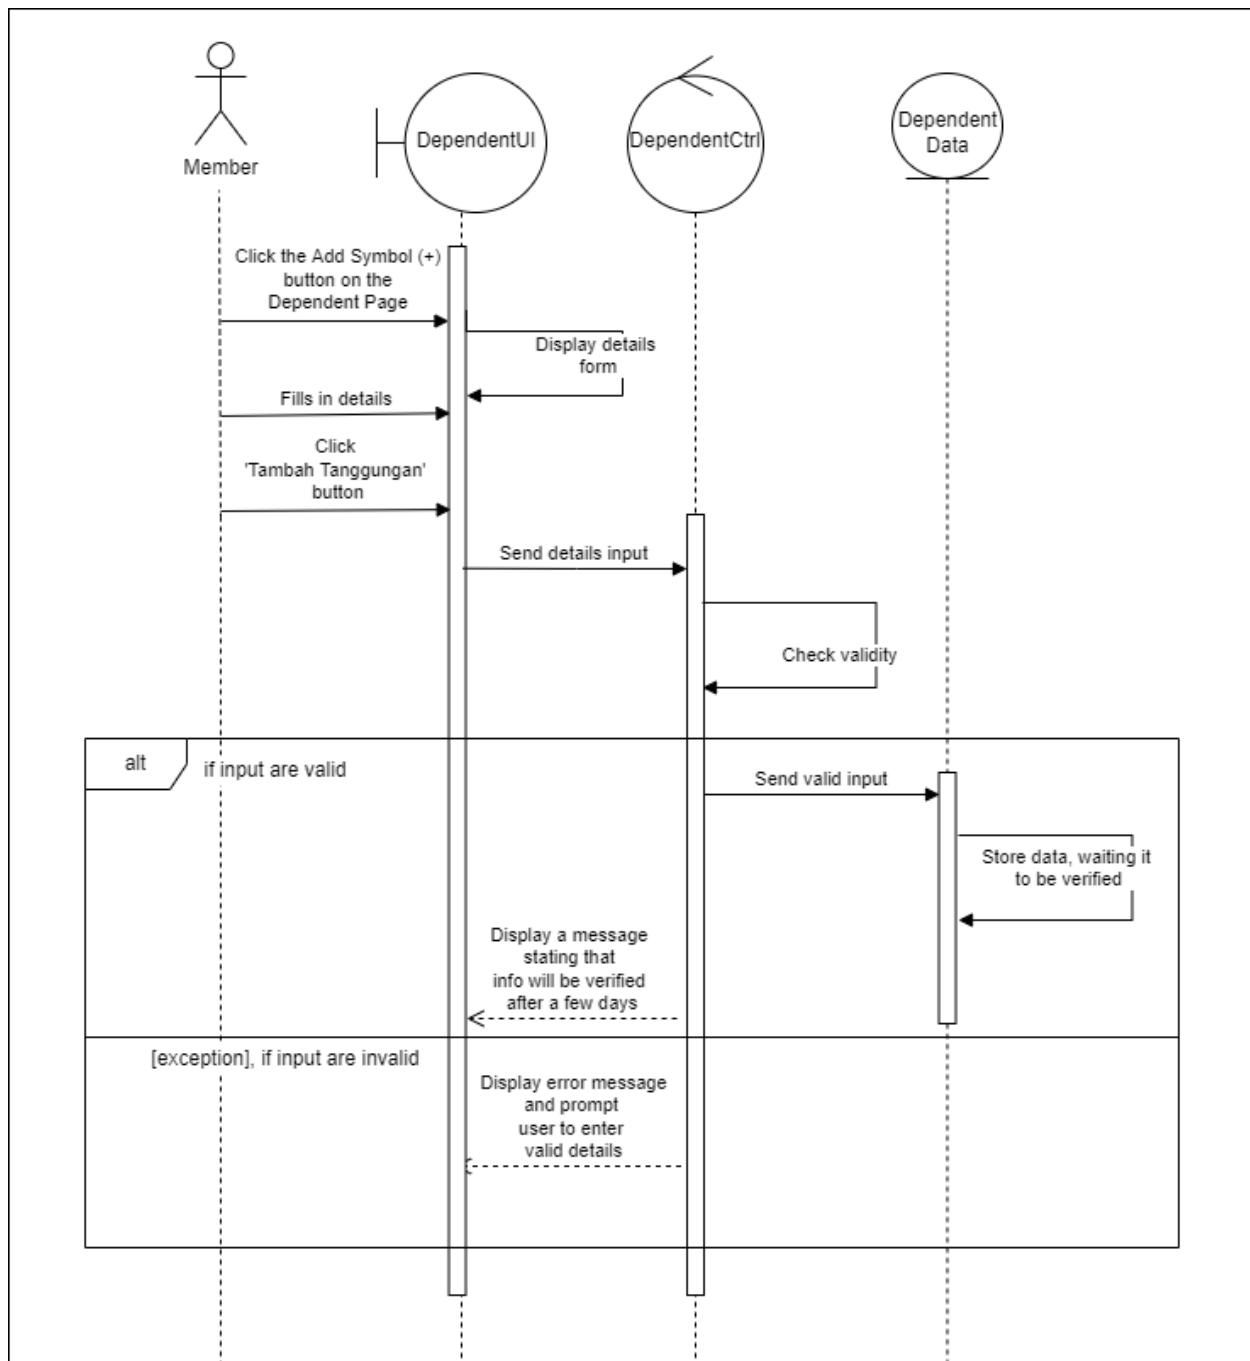 Member
DependentUI
DependentCtrl
Dependent
Data
Click the Add Symbol (+)
button on the
Dependent Page
Display details
form
Fills in details
Click
'Tambah Tanggungan'
button
Send details input
Check validity
alt
if input are valid
Send valid input
Store data, waiting it
to be verified
Display a message
stating that
info will be verified
after a few days
[exception], if input are invalid
Display error message
and prompt
user to enter
valid details